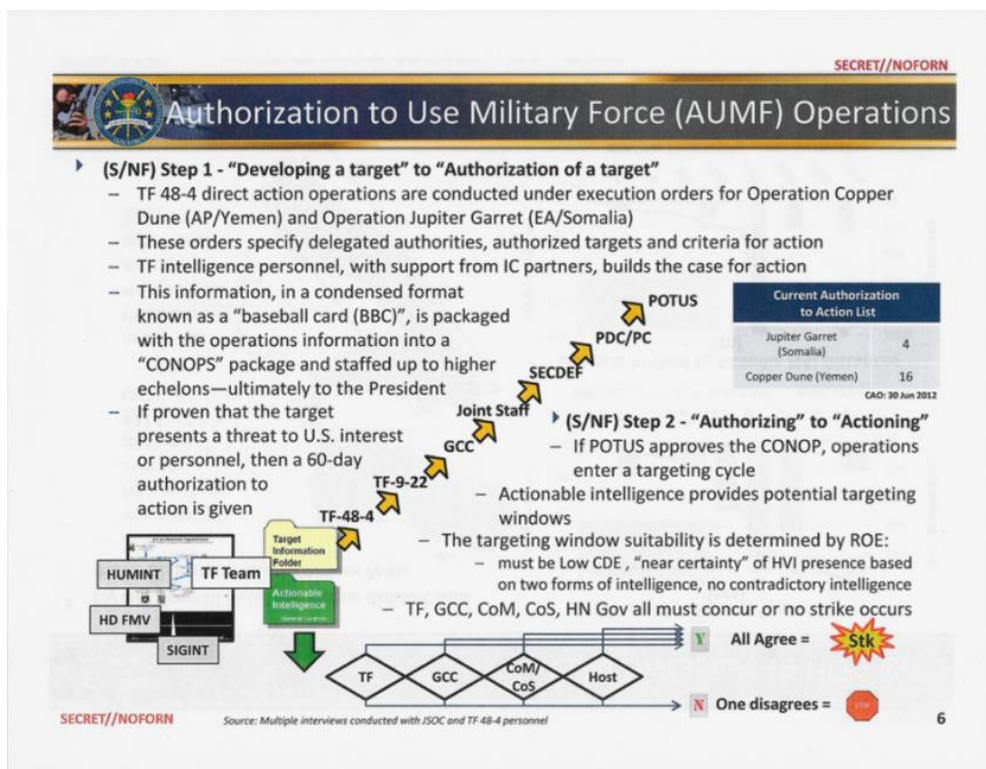 SECRET//NOFORN
Authorization to Use Military Force (AUMF) Operations
(S/NF) Step 1 - “Developing a target” to “Authorization of a target”
– TF 48-4 direct action operations are conducted under execution orders for Operation Copper
Dune (AP/Yemen) and Operation Jupiter Garret (EA/Somalia)
– These orders specify delegated authorities, authorized targets and criteria for action
– TF intelligence personnel, with support from IC partners, builds the case for action
– This information, in a condensed format
known as a “baseball card (BBC)”, is packaged
with the operations information into a
“CONOPS” package and staffed up to higher
echelons—ultimately to the President
– If proven that the target
presents a threat to U.S. interest
or personnel, then a 60-day
authorization to
action is given
POTUS
PDC/PC
SECDEF
Joint Staff
GCC
TF-9-22
TF-48-4
Current Authorization
to Action List
Jupiter Garret
(Somalia)
4
Copper Dune (Yemen)
16
CAO: 30 Jun 2012
(S/NF) Step 2 - “Authorizing” to “Actioning”
– If POTUS approves the CONOP, operations
enter a targeting cycle
– Actionable intelligence provides potential targeting
windows
– The targeting window suitability is determined by ROE:
– must be Low CDE , “near certainty” of HVI presence based
on two forms of intelligence, no contradictory intelligence
– TF, GCC, CoM, CoS, HN Gov all must concur or no strike occurs
Target
Information
Folder
Actionable
Intelligence
HUMINT
TF Team
HD FMV
SIGINT
TF
GCC
CoM/
CoS
Host
Y
All Agree =
Stk
N
One disagrees =
STOP
SECRET//NOFORN
Source: Multiple interviews conducted with JSOC and TF 48-4 personnel
6